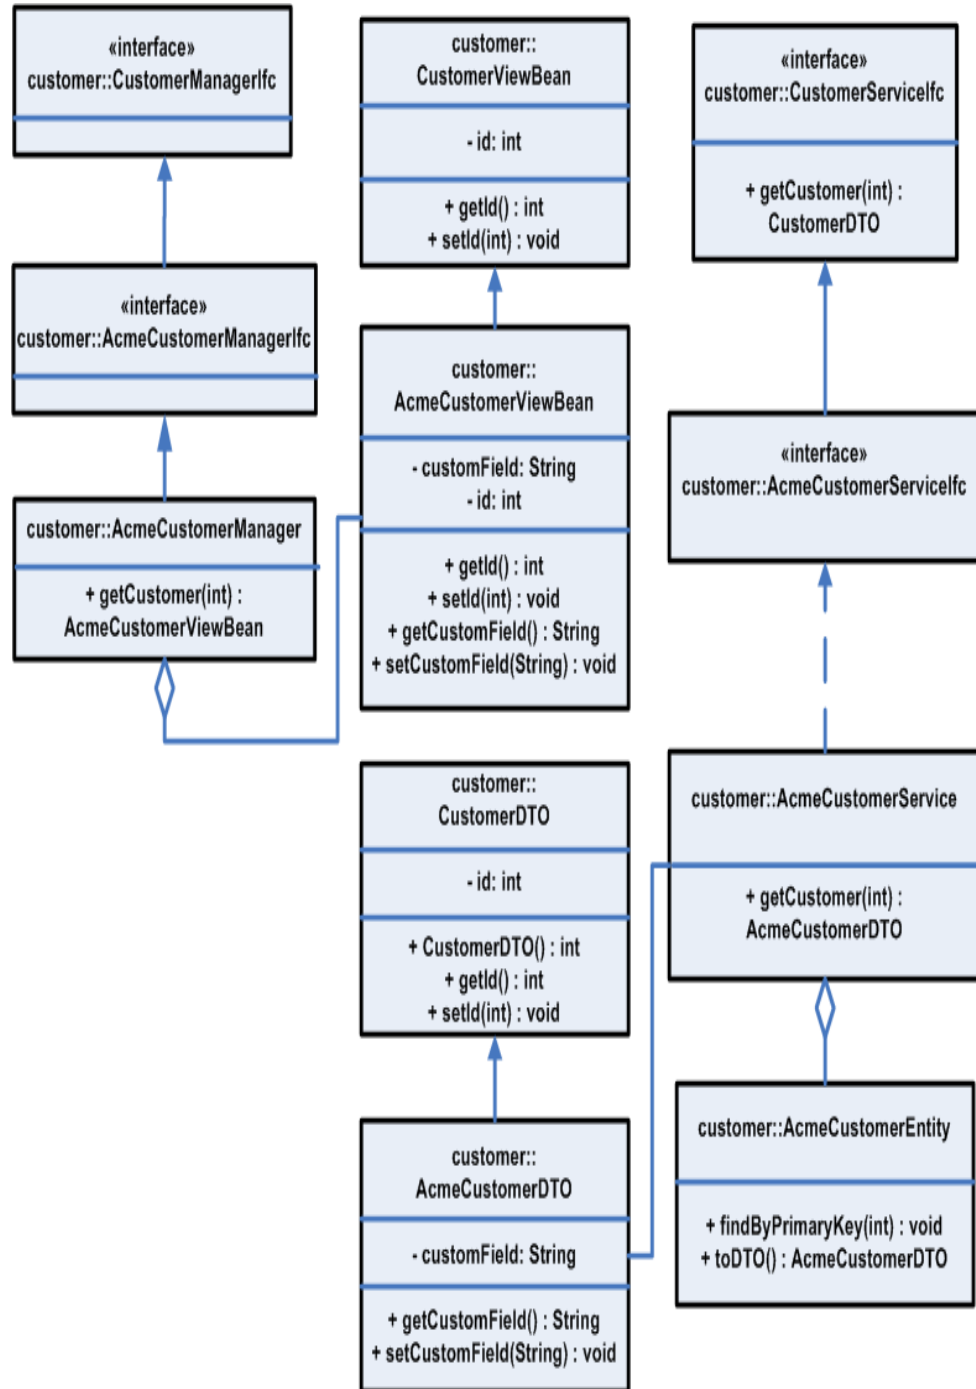 «interface»
customer::CustomerManagerIfc
«interface»
customer::AcmeCustomerManagerIfc
customer::AcmeCustomerManager
+ getCustomer(int) :
AcmeCustomerViewBean
customer::
CustomerViewBean
- id: int
+ getId() : int
+ setId(int) : void
customer::
AcmeCustomerViewBean
- customField: String
- id: int
+ getId() : int
+ setId(int) : void
+ getCustomField() : String
+ setCustomField(String) : void
customer::
CustomerDTO
- id: int
+ CustomerDTO() : int
+ getId() : int
+ setId(int) : void
customer::
AcmeCustomerDTO
- customField: String
+ getCustomField() : String
+ setCustomField(String) : void
«interface»
customer::CustomerServiceIfc
+ getCustomer(int) :
CustomerDTO
«interface»
customer::AcmeCustomerServiceIfc
customer::AcmeCustomerService
+ getCustomer(int) :
AcmeCustomerDTO
customer::AcmeCustomerEntity
+ findByPrimaryKey(int) : void
+ toDTO() : AcmeCustomerDTO